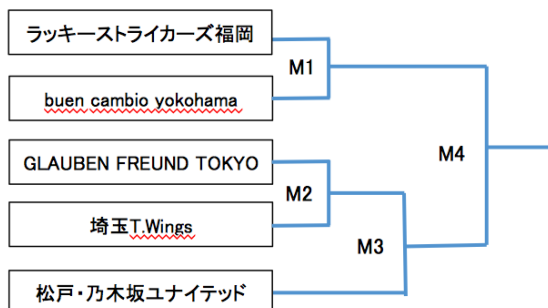 ラッキーストライカーズ福岡
M1
buen cambio yokohama
M4
GLAUBEN FREUND TOKYO
M2
埼玉T.Wings
M3
松戸・乃木坂ユナイテッド